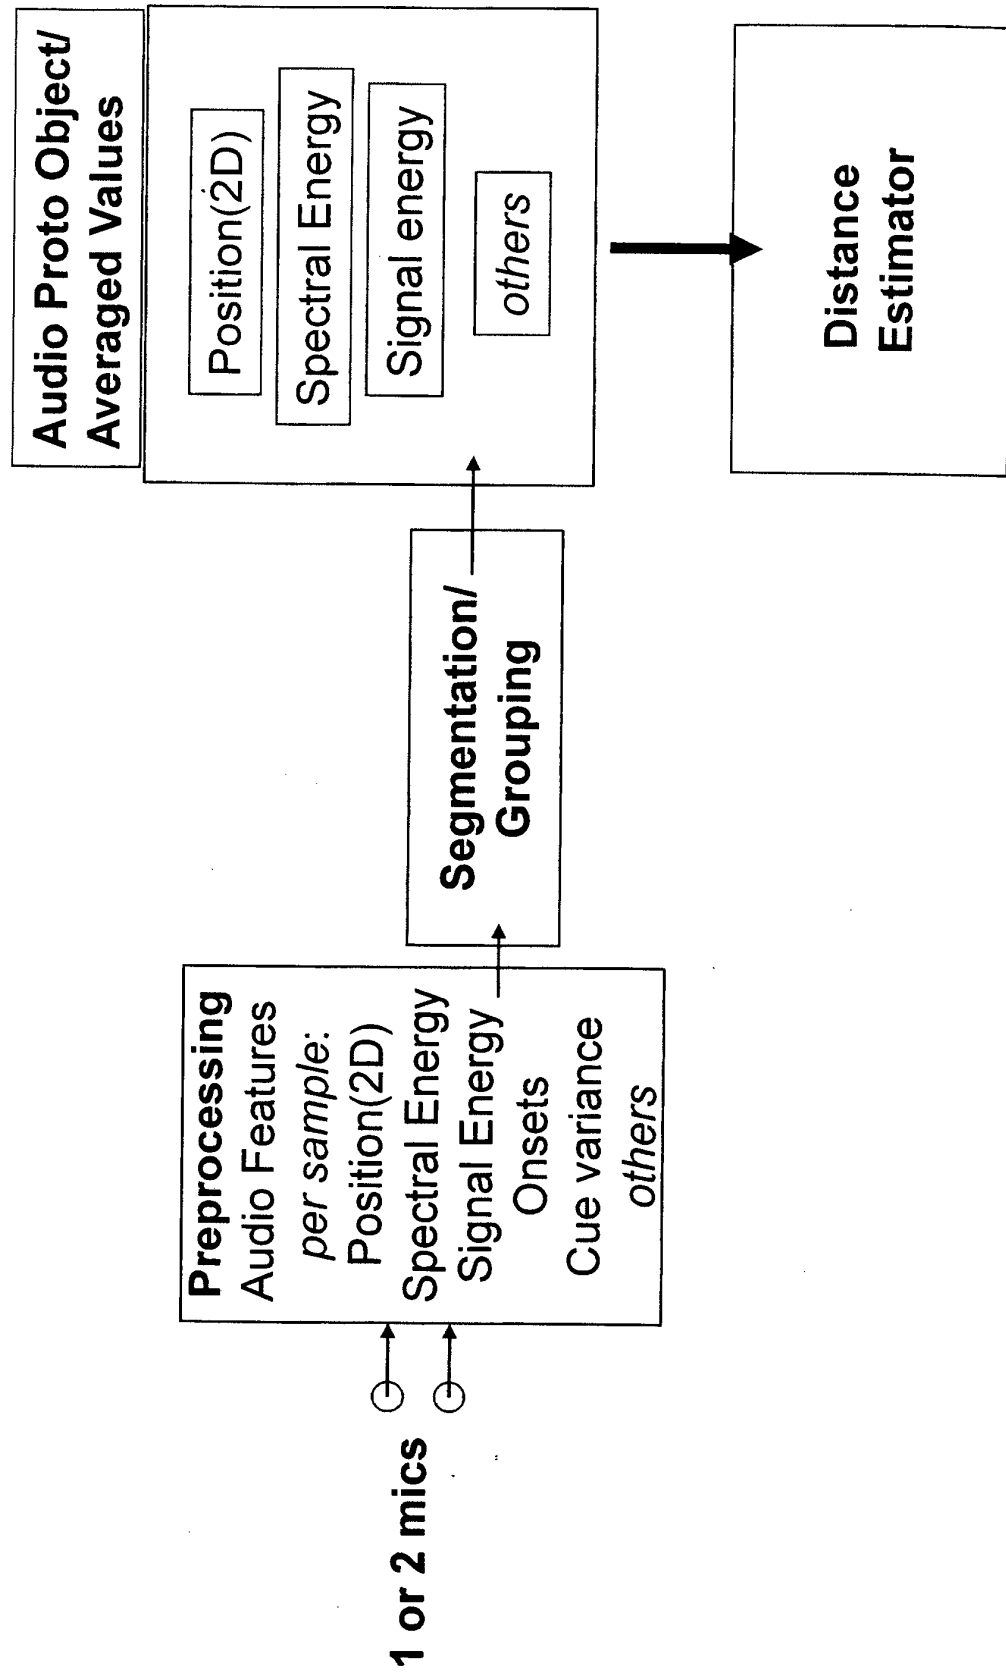 1 or 2 mics
Preprocessing
Audio Features
per sample:
Position(2D)
Spectral Energy
Signal Energy
Onsets
Cue variance
others
Segmentation/
Grouping
Audio Proto Object/
Averaged Values
Position(2D)
Spectral Energy
Signal energy
others
Distance
Estimator